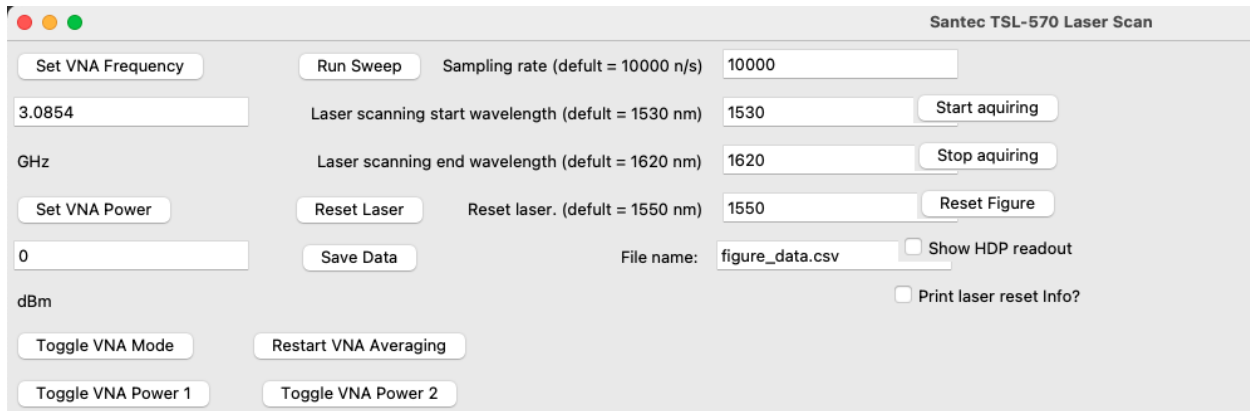 Santec TSL-570 Laser Scan
Set VNA Frequency Run Sweep Sampling rate (defult = 10000 n/s) 10000
3.0854 Laser scanning start wavelength (defult = 1530 nm) 1530 Start aquiring
GHz Laser scanning end wavelength (defult = 1620 nm) 1620 Stop aquiring
Set VNA Power Reset Laser Reset laser. (defult = 1550 nm) 1550 Reset Figure
0 Save Data File name: figure_data.csv Show HDP readout
dBm Print laser reset Info?
Toggle VNA Mode Restart VNA Averaging
Toggle VNA Power 1 Toggle VNA Power 2